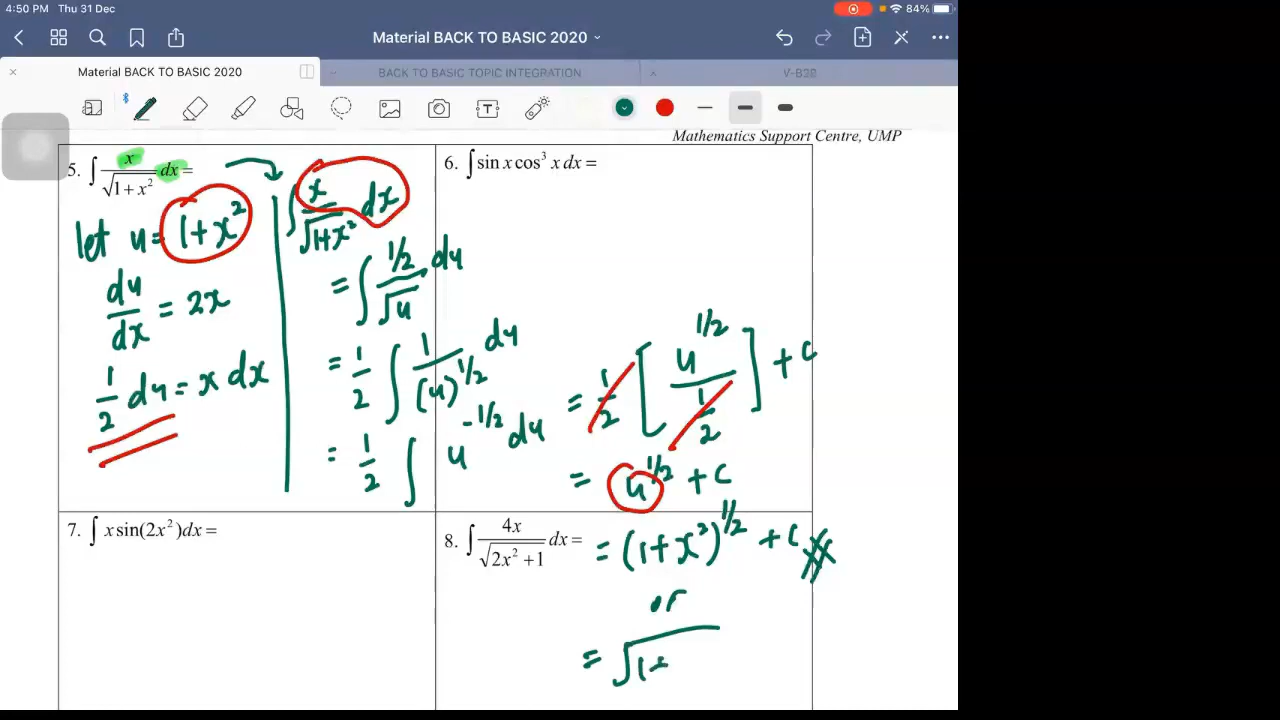 4:50 PM Thu 31 Dec
84%
Material BACK TO BASIC 2020
Material BACK TO BASIC 2020
BACK TO BASIC TOPIC INTEGRATION
V-B2B
Mathematics Support Centre, UMP
5. ∫ x/√(1 + x²) dx =
let u = 1+x²
du/dx = 2x
1/2 du = x dx
∫ x/√(1+x²) dx
= ∫ (1/2)/√u du
= 1/2 ∫ 1/(u)^(1/2) du
= 1/2 ∫ u^(-1/2) du
6. ∫ sin x cos³ x dx =
= 1/2 [ u^(1/2) / (1/2) ] + C
= u^(1/2) + C
7. ∫ x sin(2x²) dx =
8. ∫ 4x/√(2x² + 1) dx =
= (1+x²)^(1/2) + C
or
= √(1+